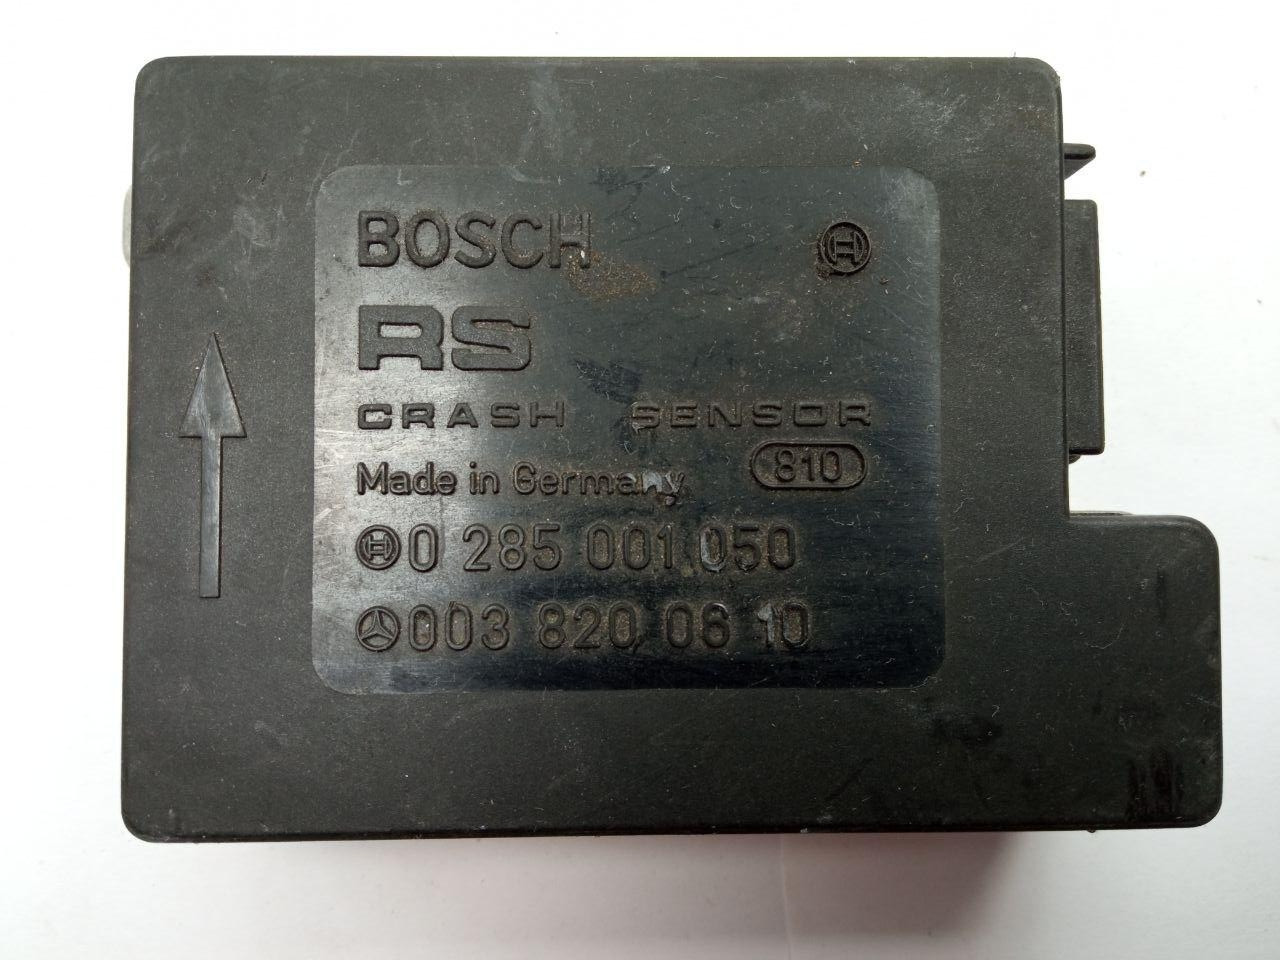 BOSCH
RS
CRASH SENSOR
Made in Germany 810
0 285 001 050
003 820 06 10